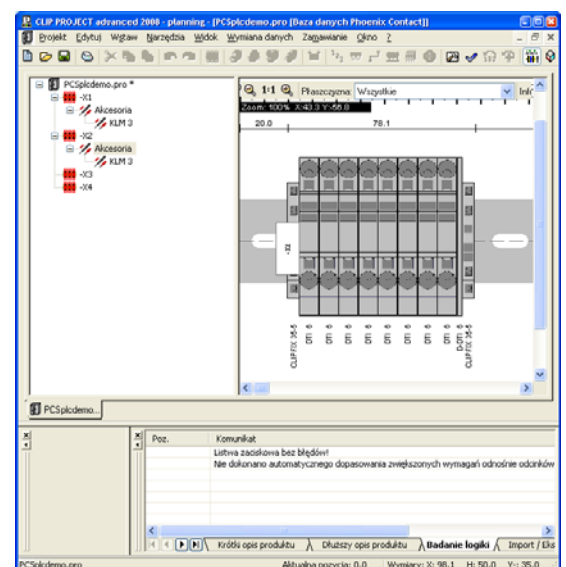 CLIP PROJECT advanced 2008 - planning - [PCSplcdemo.pro [Baza danych Phoenix Contact]]
Projekt Edytuj Wstaw Narzędzia Widok Wymiana danych Zamawianie Okno ?
PCSplcdemo.pro *
-X1
Akcesoria
KLM 3
-X2
Akcesoria
KLM 3
-X3
-X4
1:1 Płaszczyzna: Wszystkie
Zoom: 100% X:43.3 Y:-56.8
20.0 78.1
-X2
CLIPFIX 35-5
DTI 6
DTI 6
DTI 6
DTI 6
DTI 6
DTI 6
DTI 6
DTI 6
D-DTI 6
CLIPFIX 35-5
PCSplcdemo...
Poz. Komunikat
Listwa zaciskowa bez błędów!
Nie dokonano automatycznego dopasowania zwiększonych wymagań odnośnie odcinków
Krótki opis produktu Dłuższy opis produktu Badanie logiki Import / Eks
PCSplcdemo.pro Aktualna pozycja: 0.0 Wymiary: X: 98.1 H: 50.0 Y-: 35.0